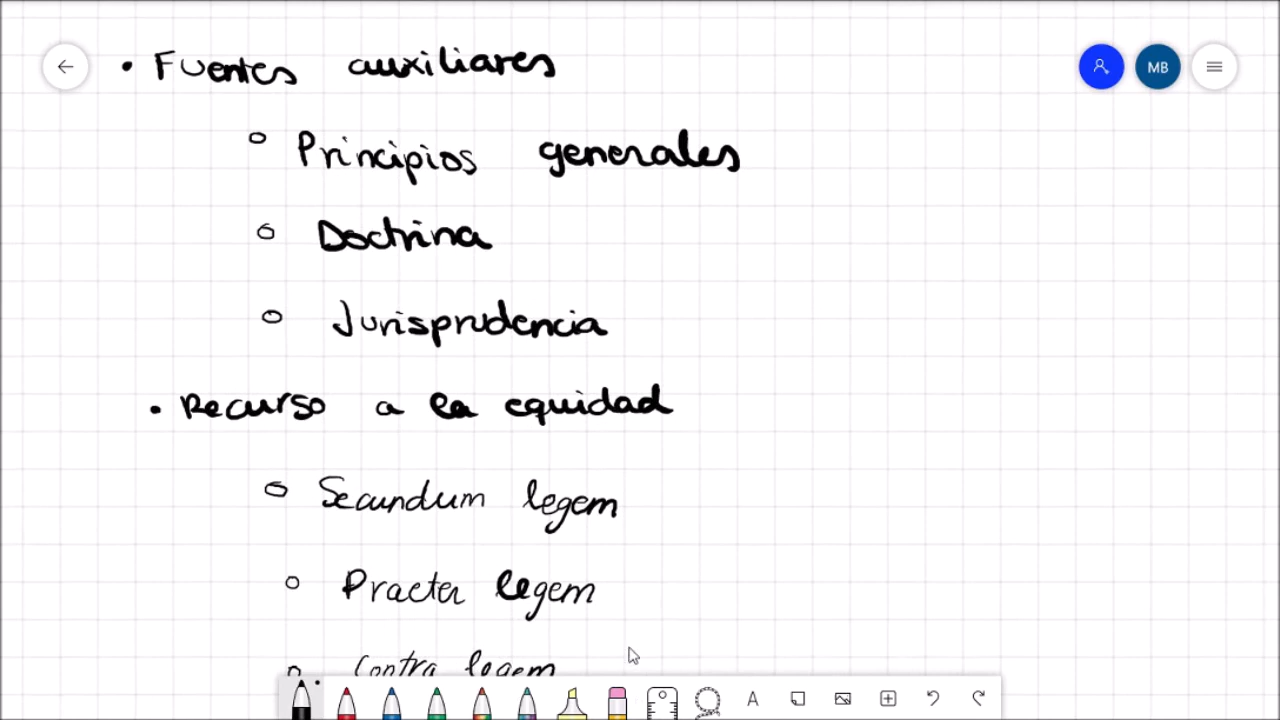 • Fuentes auxiliares
MB
o Principios generales
o Doctrina
o Jurisprudencia
• Recurso a la equidad
o Secundum legem
o Praeter legem
o Contra legem
A